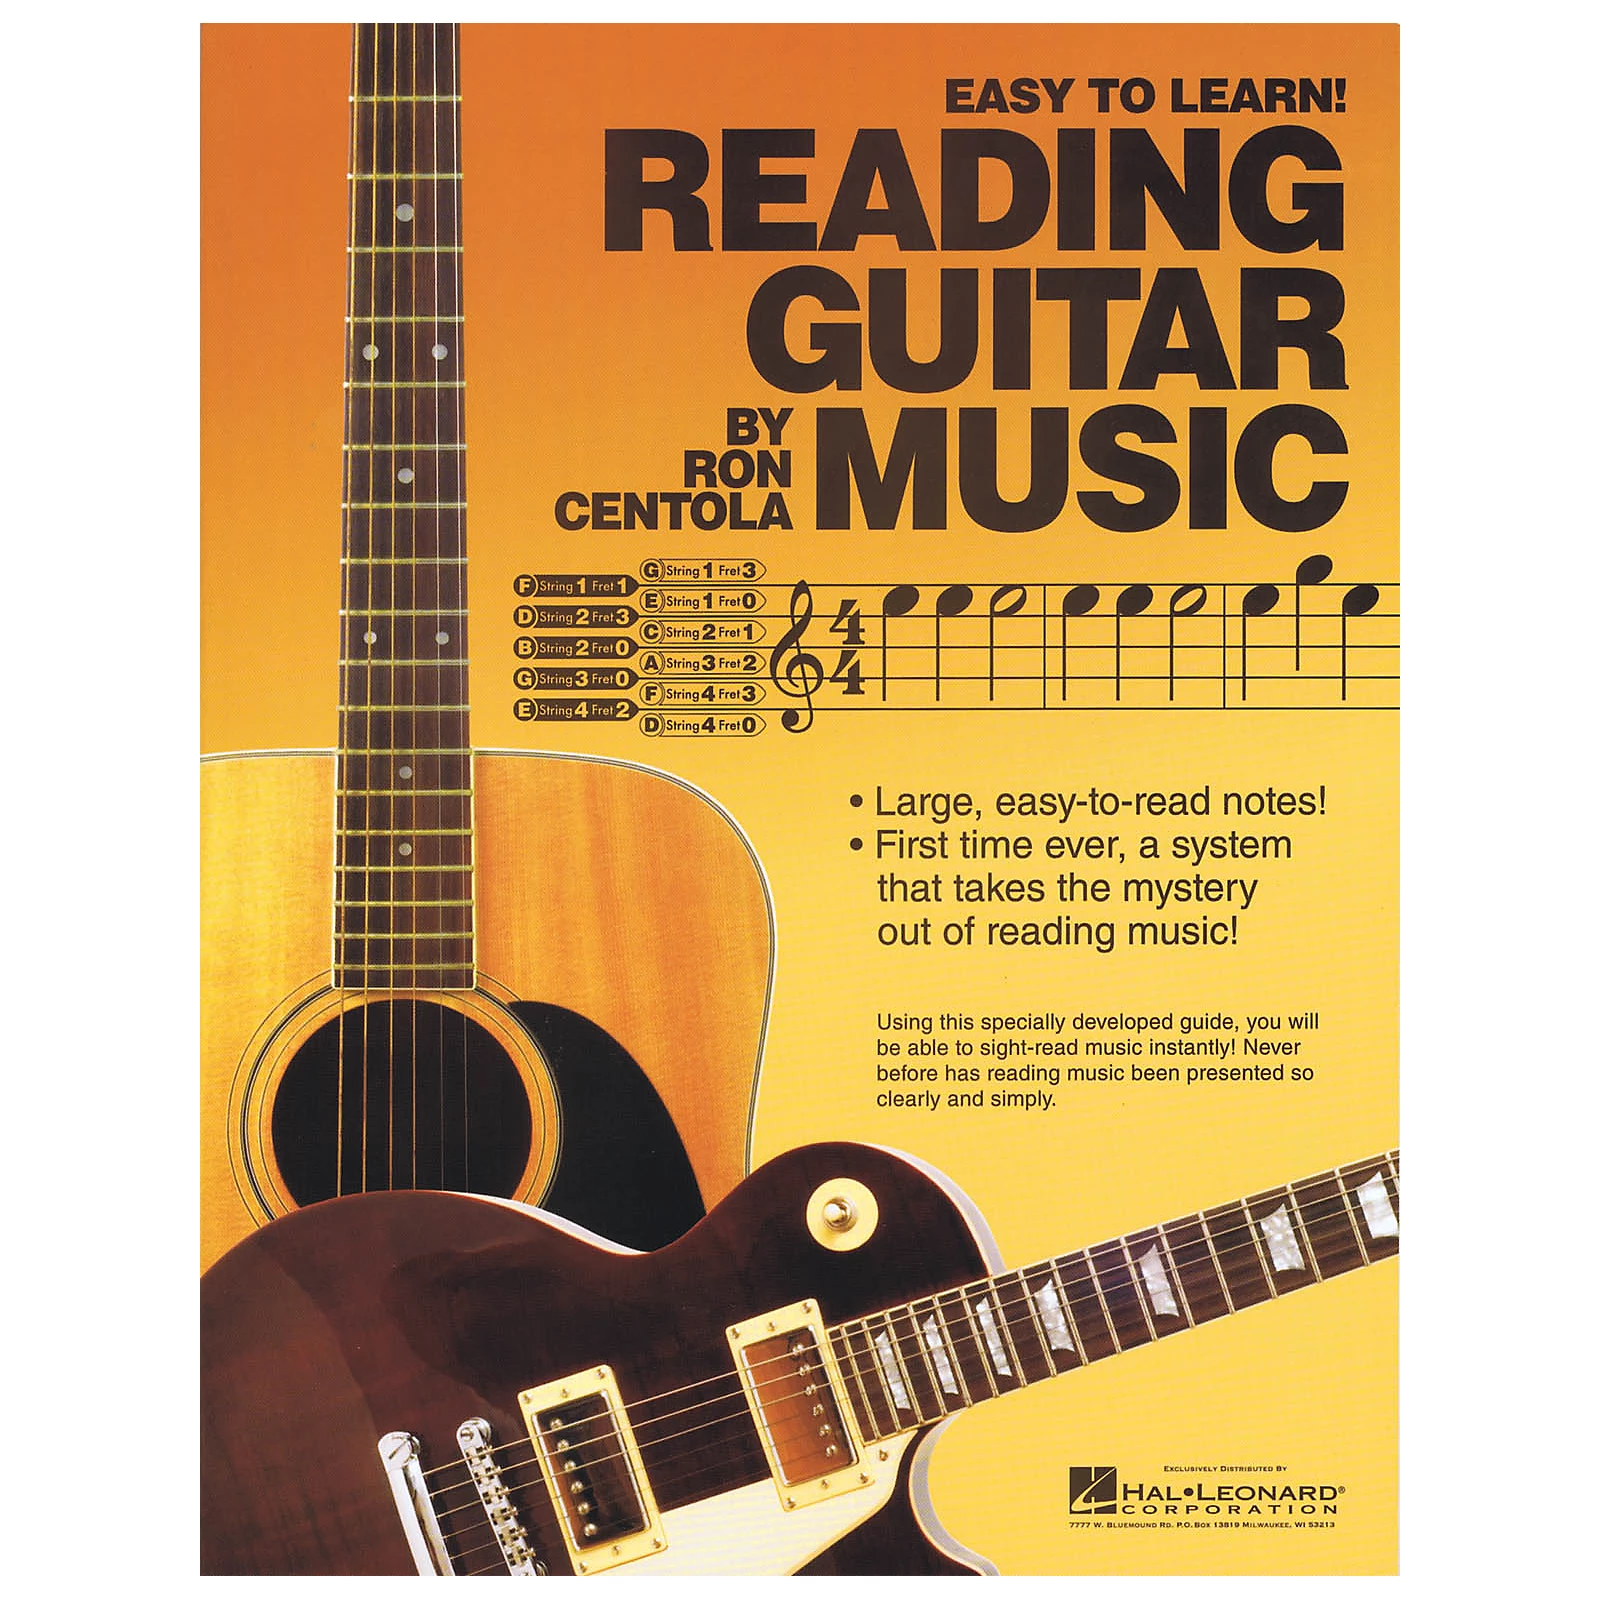 EASY TO LEARN!
READING
GUITAR
MUSIC
BY
RON
CENTOLA
G String 1 Fret 3
F String 1 Fret 1
E String 1 Fret 0
D String 2 Fret 3
C String 2 Fret 1
B String 2 Fret 0
A String 3 Fret 2
G String 3 Fret 0
F String 4 Fret 3
E String 4 Fret 2
D String 4 Fret 0
4
4
• Large, easy-to-read notes!
• First time ever, a system
that takes the mystery
out of reading music!
Using this specially developed guide, you will
be able to sight-read music instantly! Never
before has reading music been presented so
clearly and simply.
EXCLUSIVELY DISTRIBUTED BY
HAL•LEONARD®
CORPORATION
7777 W. BLUEMOUND RD. P.O. BOX 13819 MILWAUKEE, WI 53213